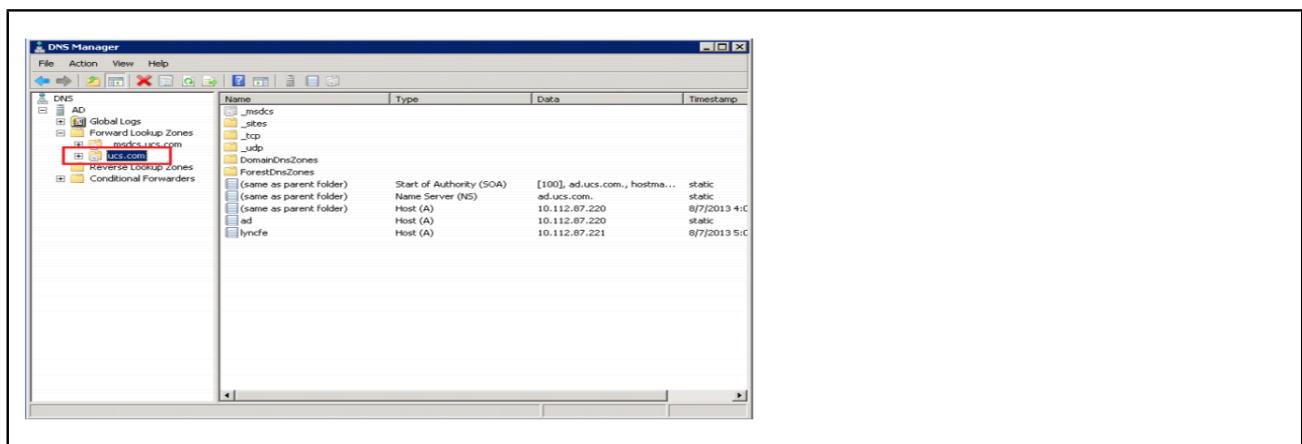 DNS Manager
File Action View Help
DNS
AD
Global Logs
Forward Lookup Zones
_msdcs.ucs.com
ucs.com
Reverse Lookup Zones
Conditional Forwarders
Name Type Data Timestamp
_msdcs
_sites
_tcp
_udp
DomainDnsZones
ForestDnsZones
(same as parent folder) Start of Authority (SOA) [100], ad.ucs.com., hostma... static
(same as parent folder) Name Server (NS) ad.ucs.com. static
(same as parent folder) Host (A) 10.112.87.220 8/7/2013 4:0
ad Host (A) 10.112.87.220 static
lyncfe Host (A) 10.112.87.221 8/7/2013 5:0